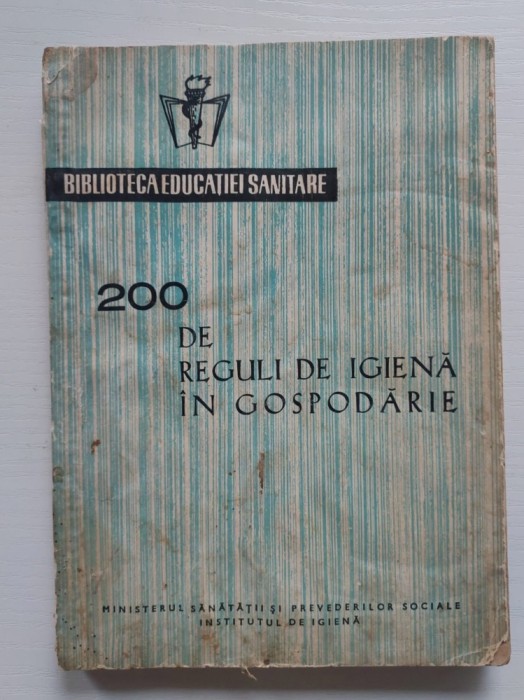 BIBLIOTECA EDUCAȚIEI SANITARE
200
DE
REGULI DE IGIENĂ
ÎN GOSPODĂRIE
MINISTERUL SĂNĂTĂȚII ȘI PREVEDERILOR SOCIALE
INSTITUTUL DE IGIENĂ